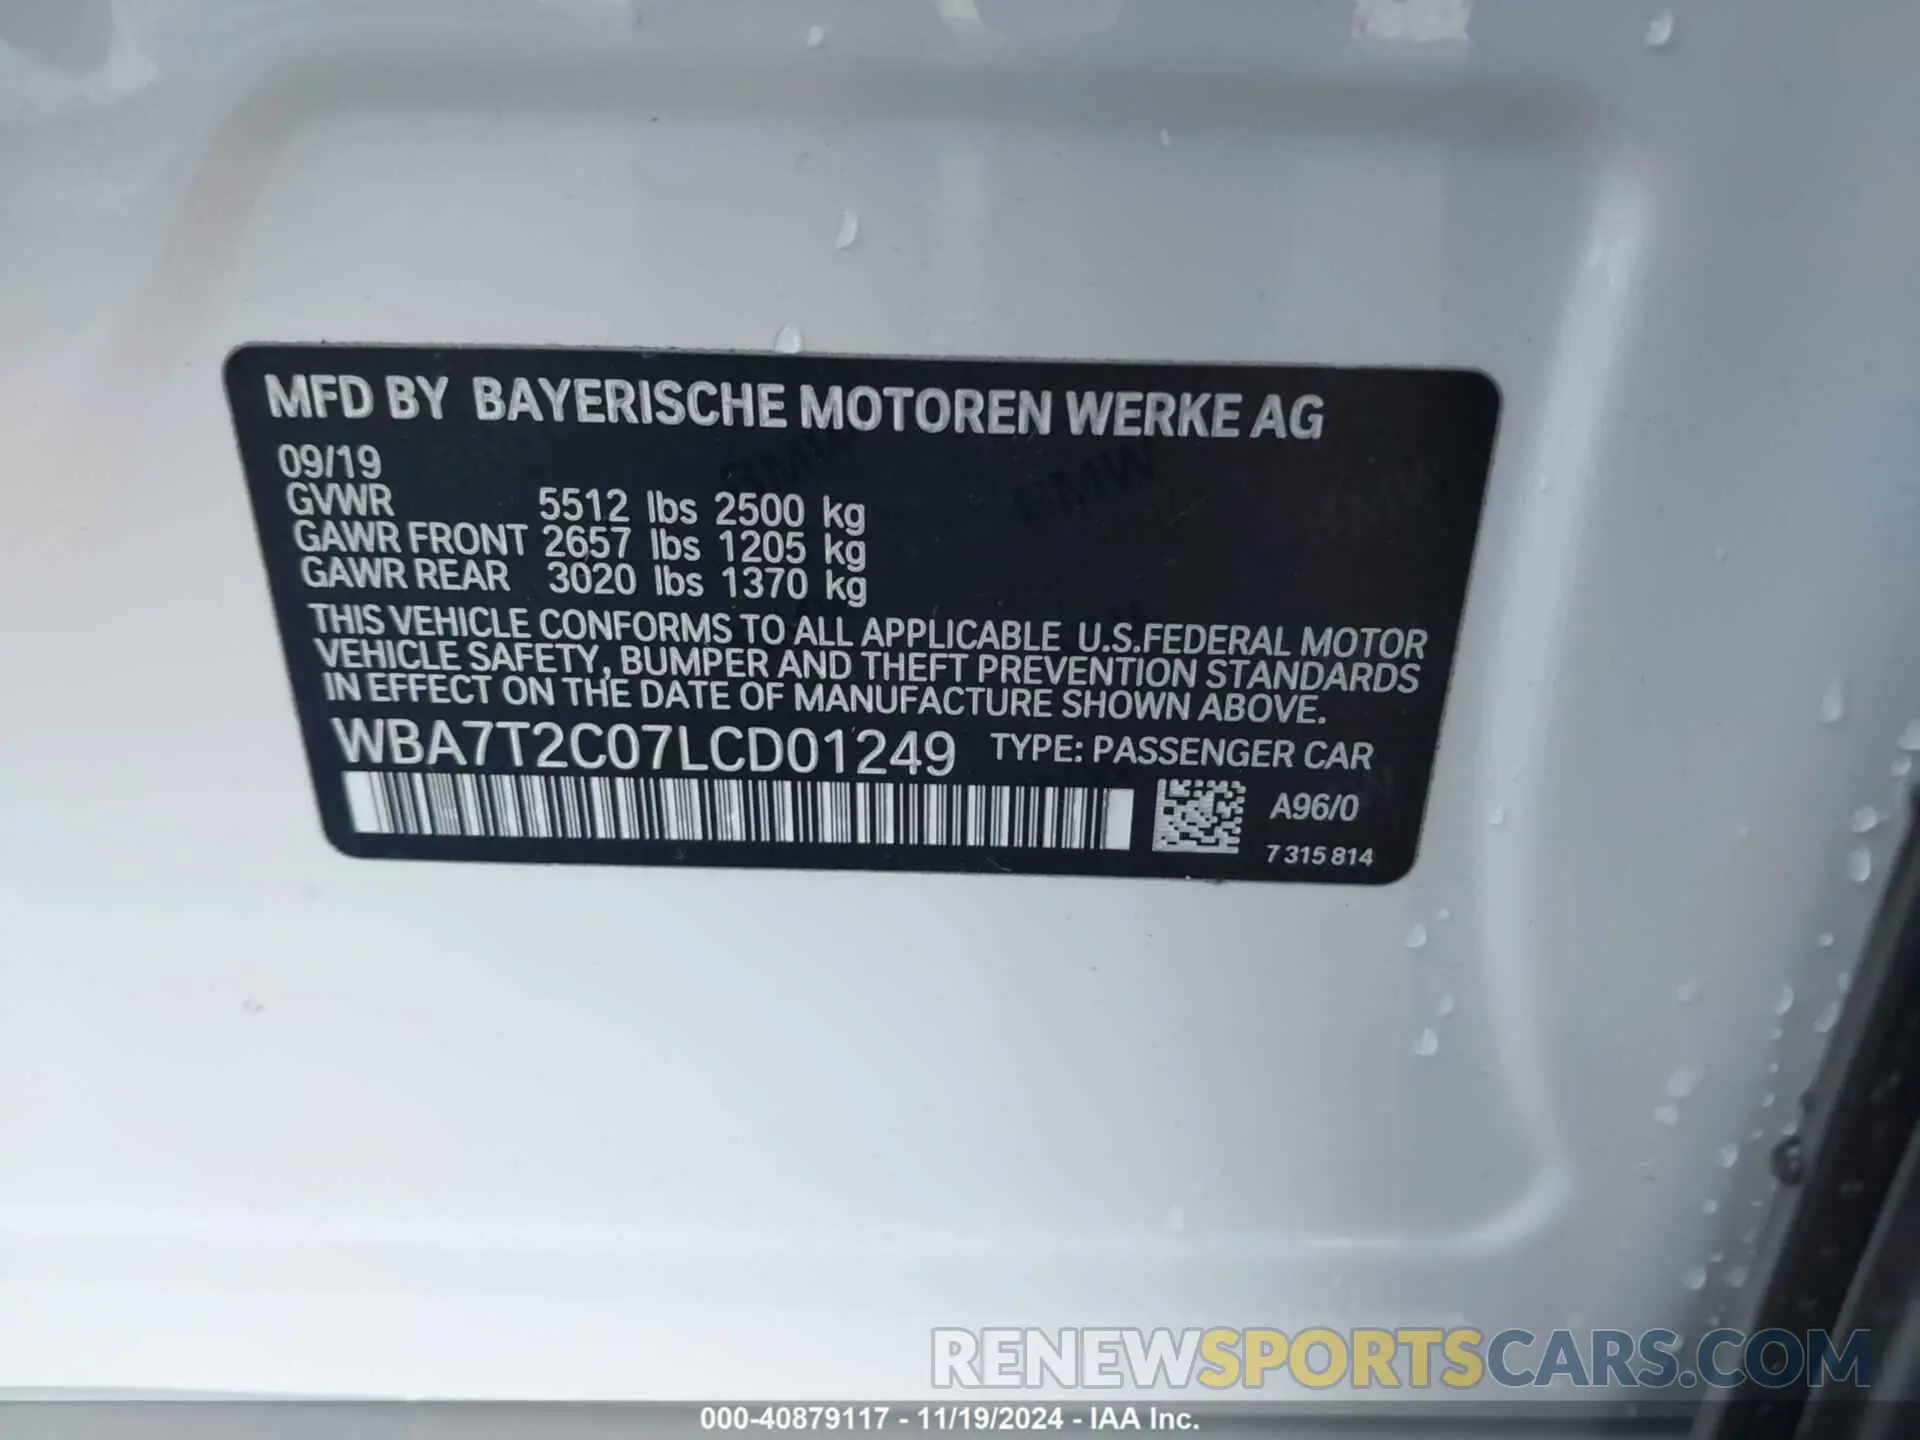 MFD BY BAYERISCHE MOTOREN WERKE AG
09/19
GVWR 5512 lbs 2500 kg
GAWR FRONT 2657 lbs 1205 kg
GAWR REAR 3020 lbs 1370 kg
THIS VEHICLE CONFORMS TO ALL APPLICABLE U.S.FEDERAL MOTOR
VEHICLE SAFETY, BUMPER AND THEFT PREVENTION STANDARDS
IN EFFECT ON THE DATE OF MANUFACTURE SHOWN ABOVE.
WBA7T2C07LCD01249 TYPE: PASSENGER CAR
A96/0
7 315 814
RENEWSPORTSCARS.COM
000-40879117 - 11/19/2024 - IAA Inc.